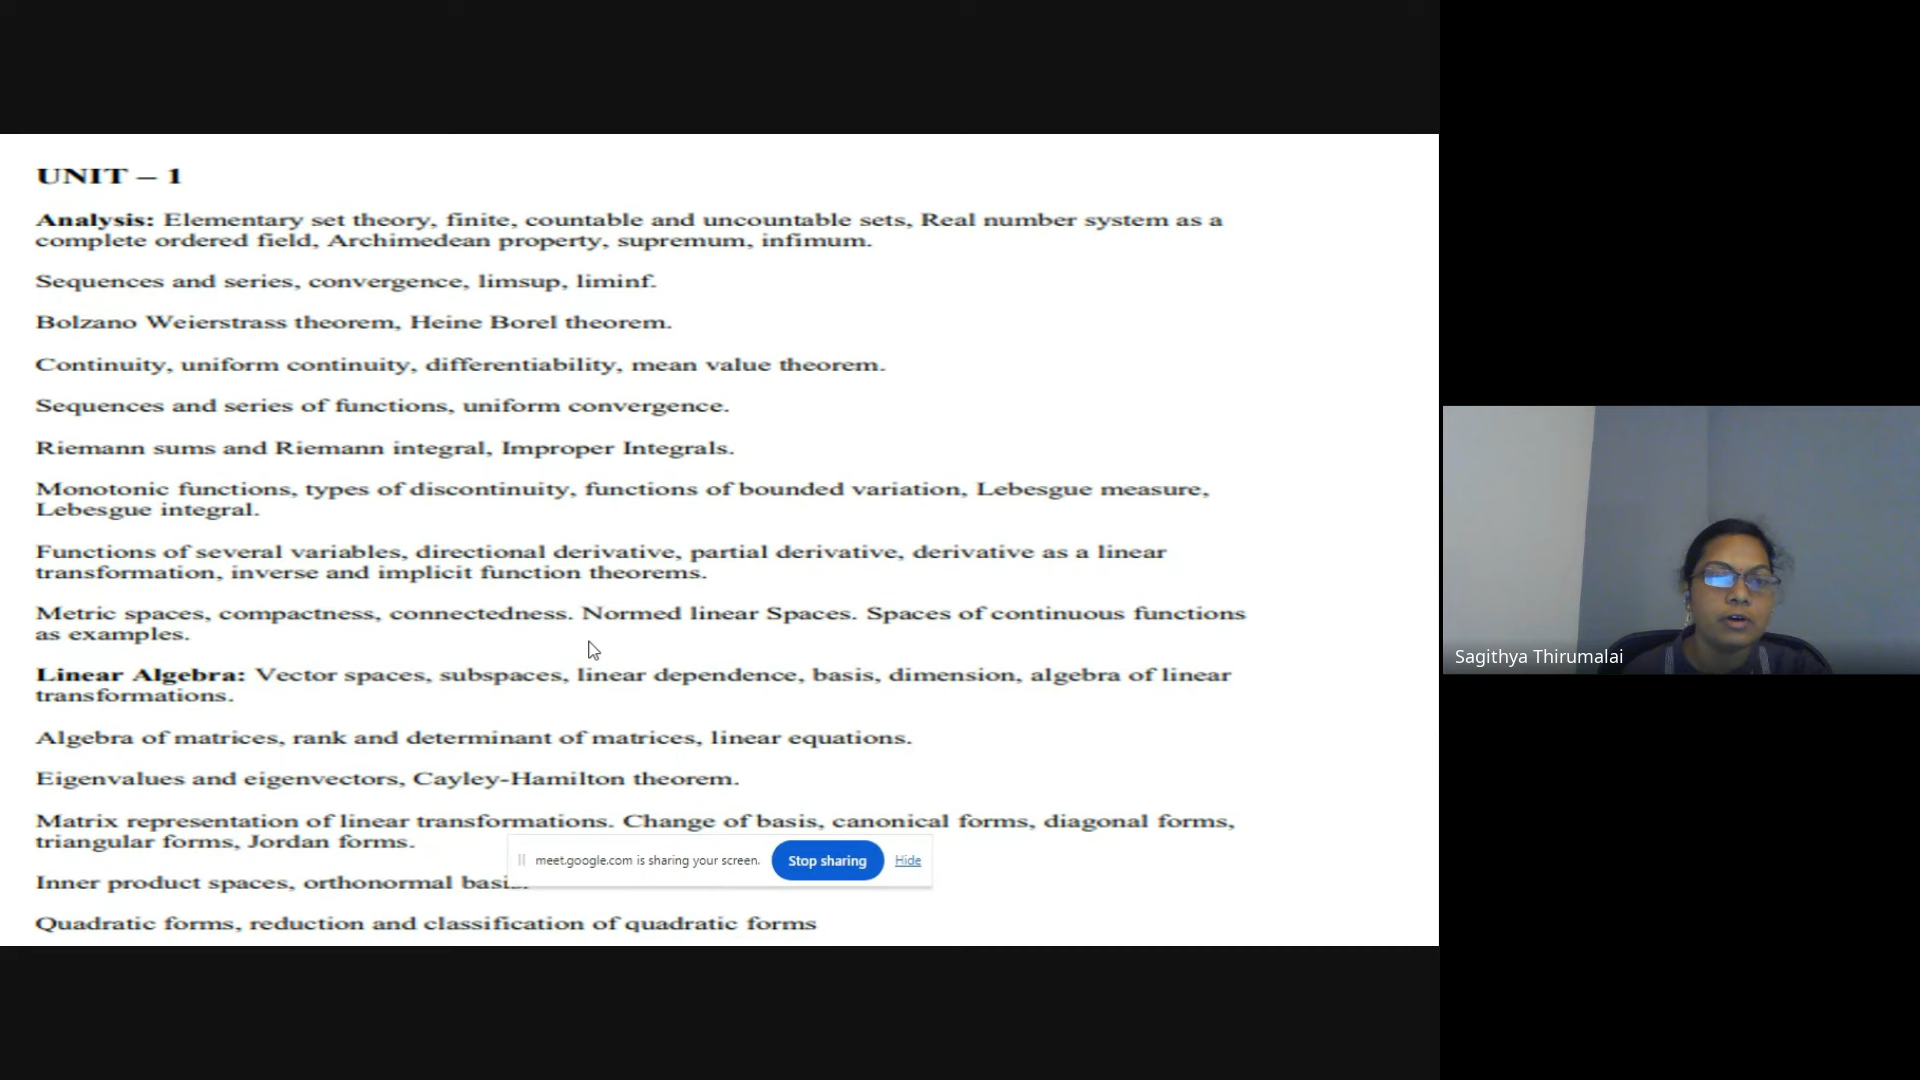 UNIT – 1
Analysis: Elementary set theory, finite, countable and uncountable sets, Real number system as a
complete ordered field, Archimedean property, supremum, infimum.
Sequences and series, convergence, limsup, liminf.
Bolzano Weierstrass theorem, Heine Borel theorem.
Continuity, uniform continuity, differentiability, mean value theorem.
Sequences and series of functions, uniform convergence.
Riemann sums and Riemann integral, Improper Integrals.
Monotonic functions, types of discontinuity, functions of bounded variation, Lebesgue measure,
Lebesgue integral.
Functions of several variables, directional derivative, partial derivative, derivative as a linear
transformation, inverse and implicit function theorems.
Metric spaces, compactness, connectedness. Normed linear Spaces. Spaces of continuous functions
as examples.
Linear Algebra: Vector spaces, subspaces, linear dependence, basis, dimension, algebra of linear
transformations.
Algebra of matrices, rank and determinant of matrices, linear equations.
Eigenvalues and eigenvectors, Cayley-Hamilton theorem.
Matrix representation of linear transformations. Change of basis, canonical forms, diagonal forms,
triangular forms, Jordan forms.
meet.google.com is sharing your screen. Stop sharing Hide
Inner product spaces, orthonormal basis.
Quadratic forms, reduction and classification of quadratic forms
Sagithya Thirumalai